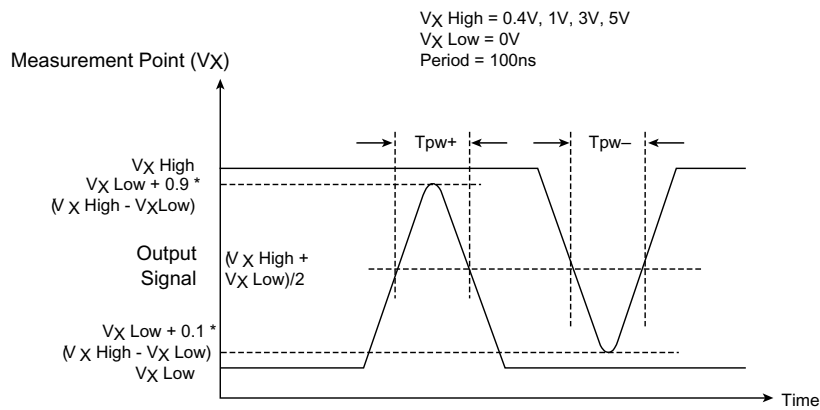 VX High = 0.4V, 1V, 3V, 5V
VX Low = 0V
Period = 100ns
Measurement Point (VX)
Tpw+
Tpw–
VX High
VX Low + 0.9 *
(V X High - VXLow)
Output
Signal
(V X High +
VX Low)/2
VX Low + 0.1 *
(V X High - VX Low)
VX Low
Time